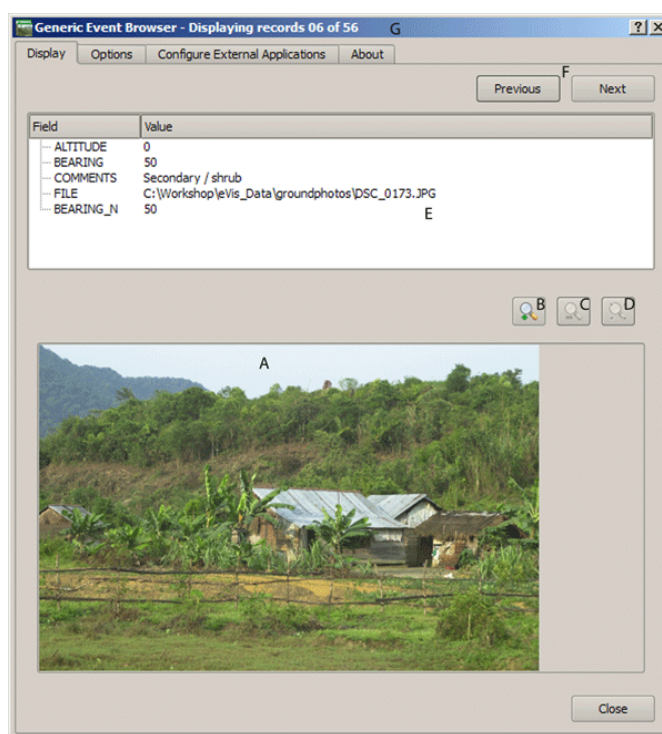 Generic Event Browser - Displaying records 06 of 56 G
? X
Display Options Configure External Applications About
F
Previous Next
Field Value
ALTITUDE 0
BEARING 50
COMMENTS Secondary / shrub
FILE C:\Workshop\eVis_Data\groundphotos\DSC_0173.JPG
BEARING_N 50
E
B C D
A
Close